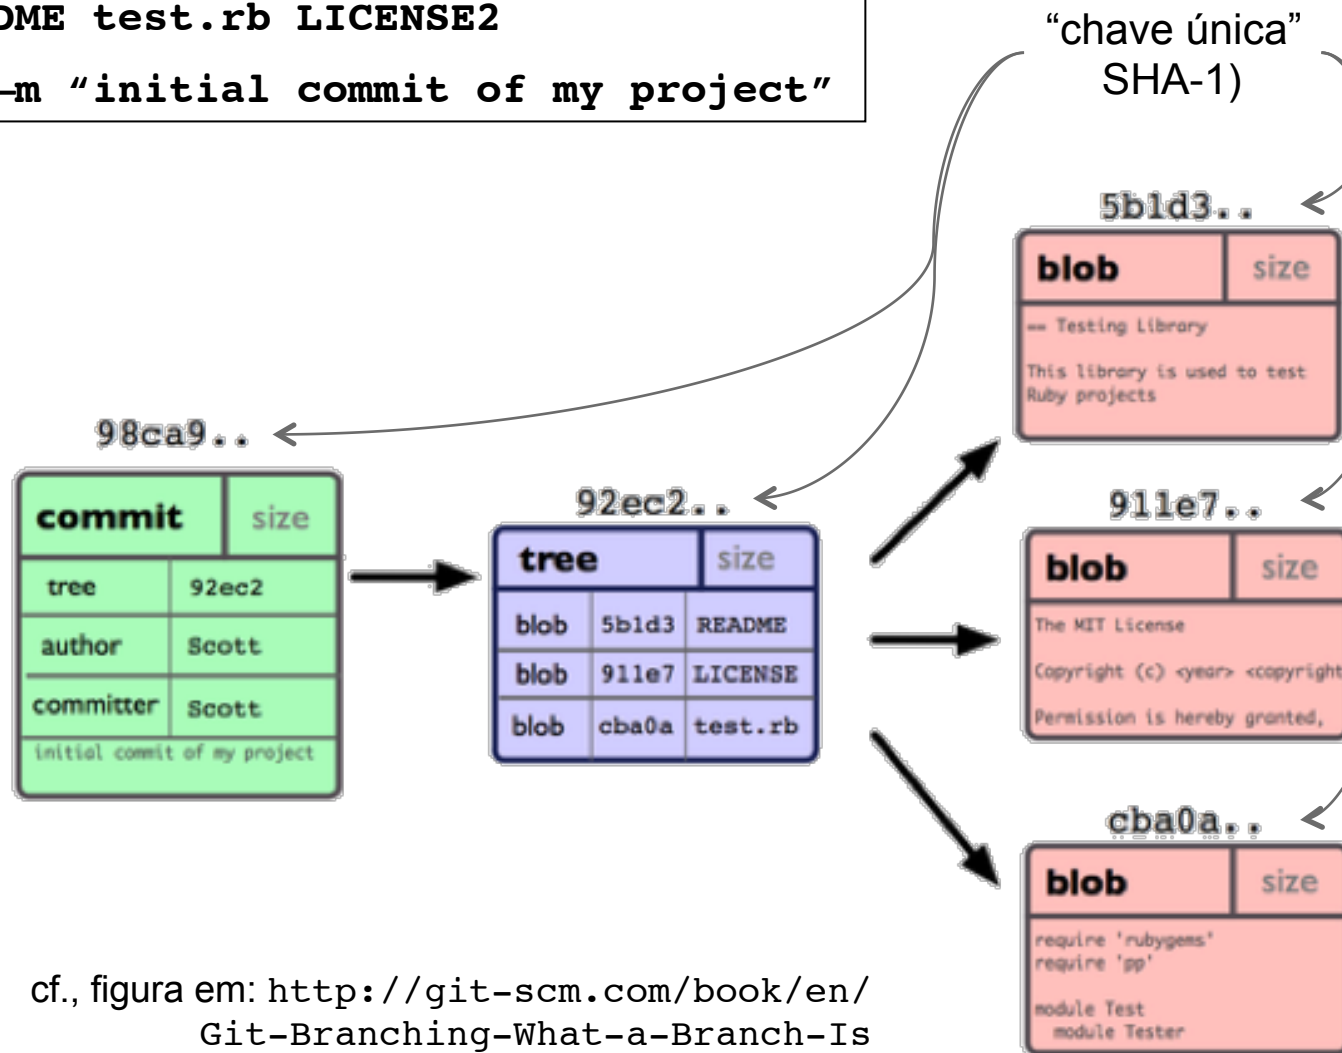 DME test.rb LICENSE2
–m “initial commit of my project”
“chave única”
SHA-1)
5b1d3..
blob size
== Testing Library
This library is used to test
Ruby projects
98ca9..
commit size
tree 92ec2
author Scott
committer Scott
initial commit of my project
92ec2..
tree size
blob 5b1d3 README
blob 911e7 LICENSE
blob cba0a test.rb
911e7..
blob size
The MIT License
Copyright (c) <year> <copyright
Permission is hereby granted,
cba0a..
blob size
require 'rubygems'
require 'pp'
module Test
module Tester
cf., figura em: http://git-scm.com/book/en/
Git-Branching-What-a-Branch-Is